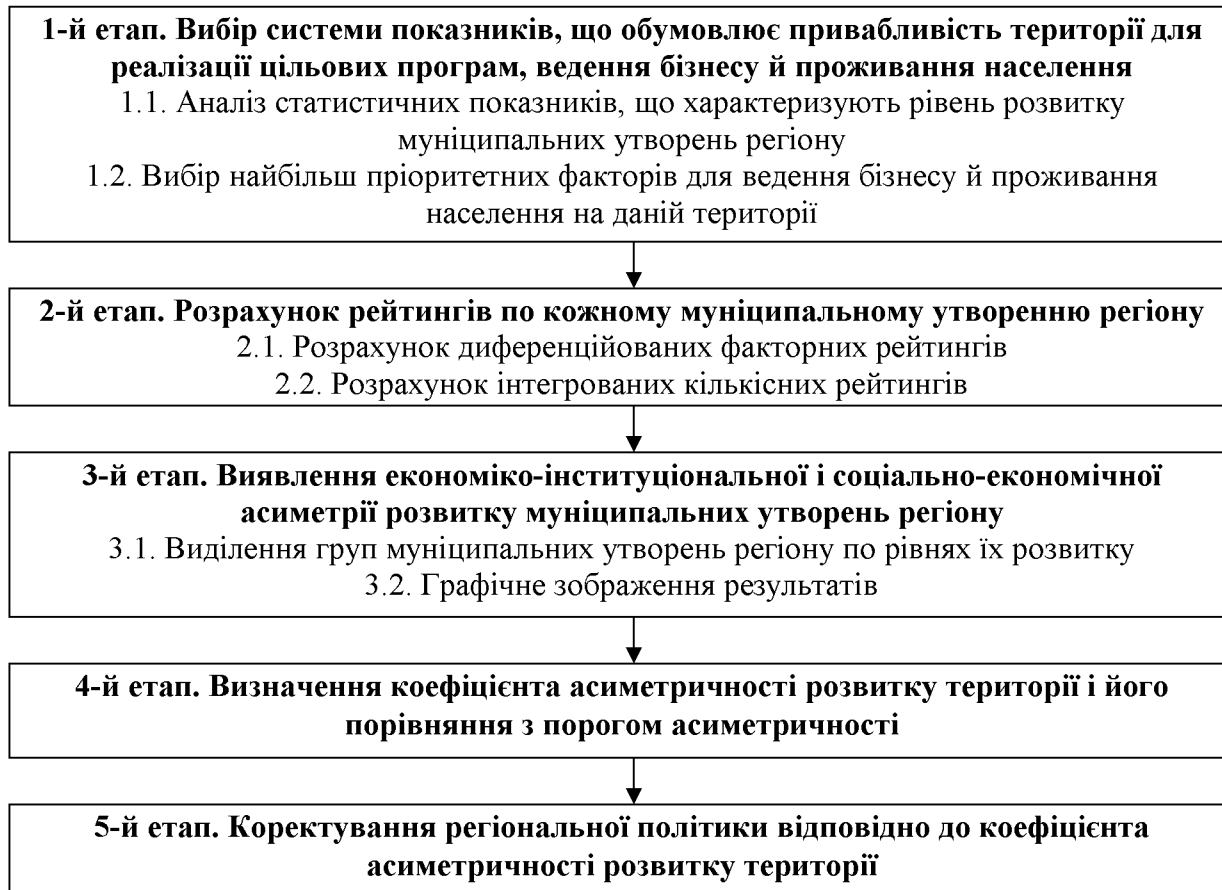 1-й етап. Вибір системи показників, що обумовлює привабливість території для
реалізації цільових програм, ведення бізнесу й проживання населення
1.1. Аналіз статистичних показників, що характеризують рівень розвитку
муніципальних утворень регіону
1.2. Вибір найбільш пріоритетних факторів для ведення бізнесу й проживання
населення на даній території
2-й етап. Розрахунок рейтингів по кожному муніципальному утворенню регіону
2.1. Розрахунок диференційованих факторних рейтингів
2.2. Розрахунок інтегрованих кількісних рейтингів
3-й етап. Виявлення економіко-інституціональної і соціально-економічної
асиметрії розвитку муніципальних утворень регіону
3.1. Виділення груп муніципальних утворень регіону по рівнях їх розвитку
3.2. Графічне зображення результатів
4-й етап. Визначення коефіцієнта асиметричності розвитку території і його
порівняння з порогом асиметричності
5-й етап. Коректування регіональної політики відповідно до коефіцієнта
асиметричності розвитку території